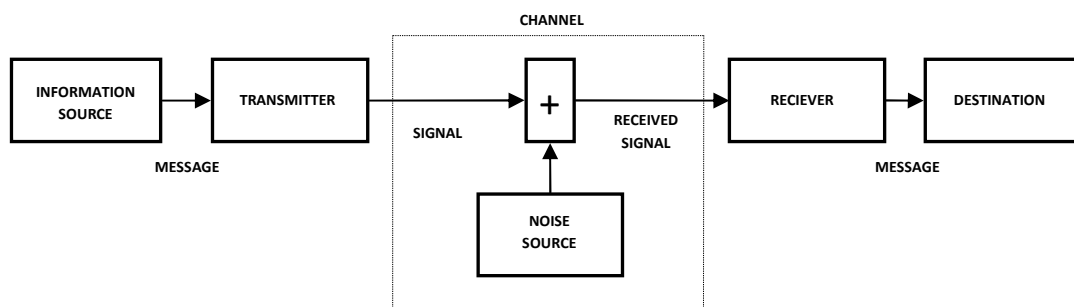 CHANNEL
INFORMATION
SOURCE
TRANSMITTER
+
RECIEVER
DESTINATION
SIGNAL
RECEIVED
SIGNAL
MESSAGE
MESSAGE
NOISE
SOURCE